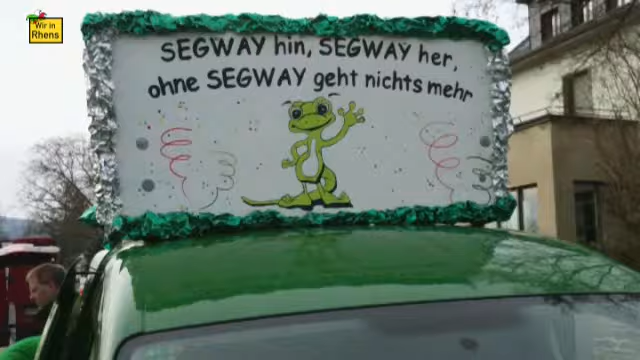 Wir in
Rhens
SEGWAY hin, SEGWAY her,
ohne SEGWAY geht nichts mehr